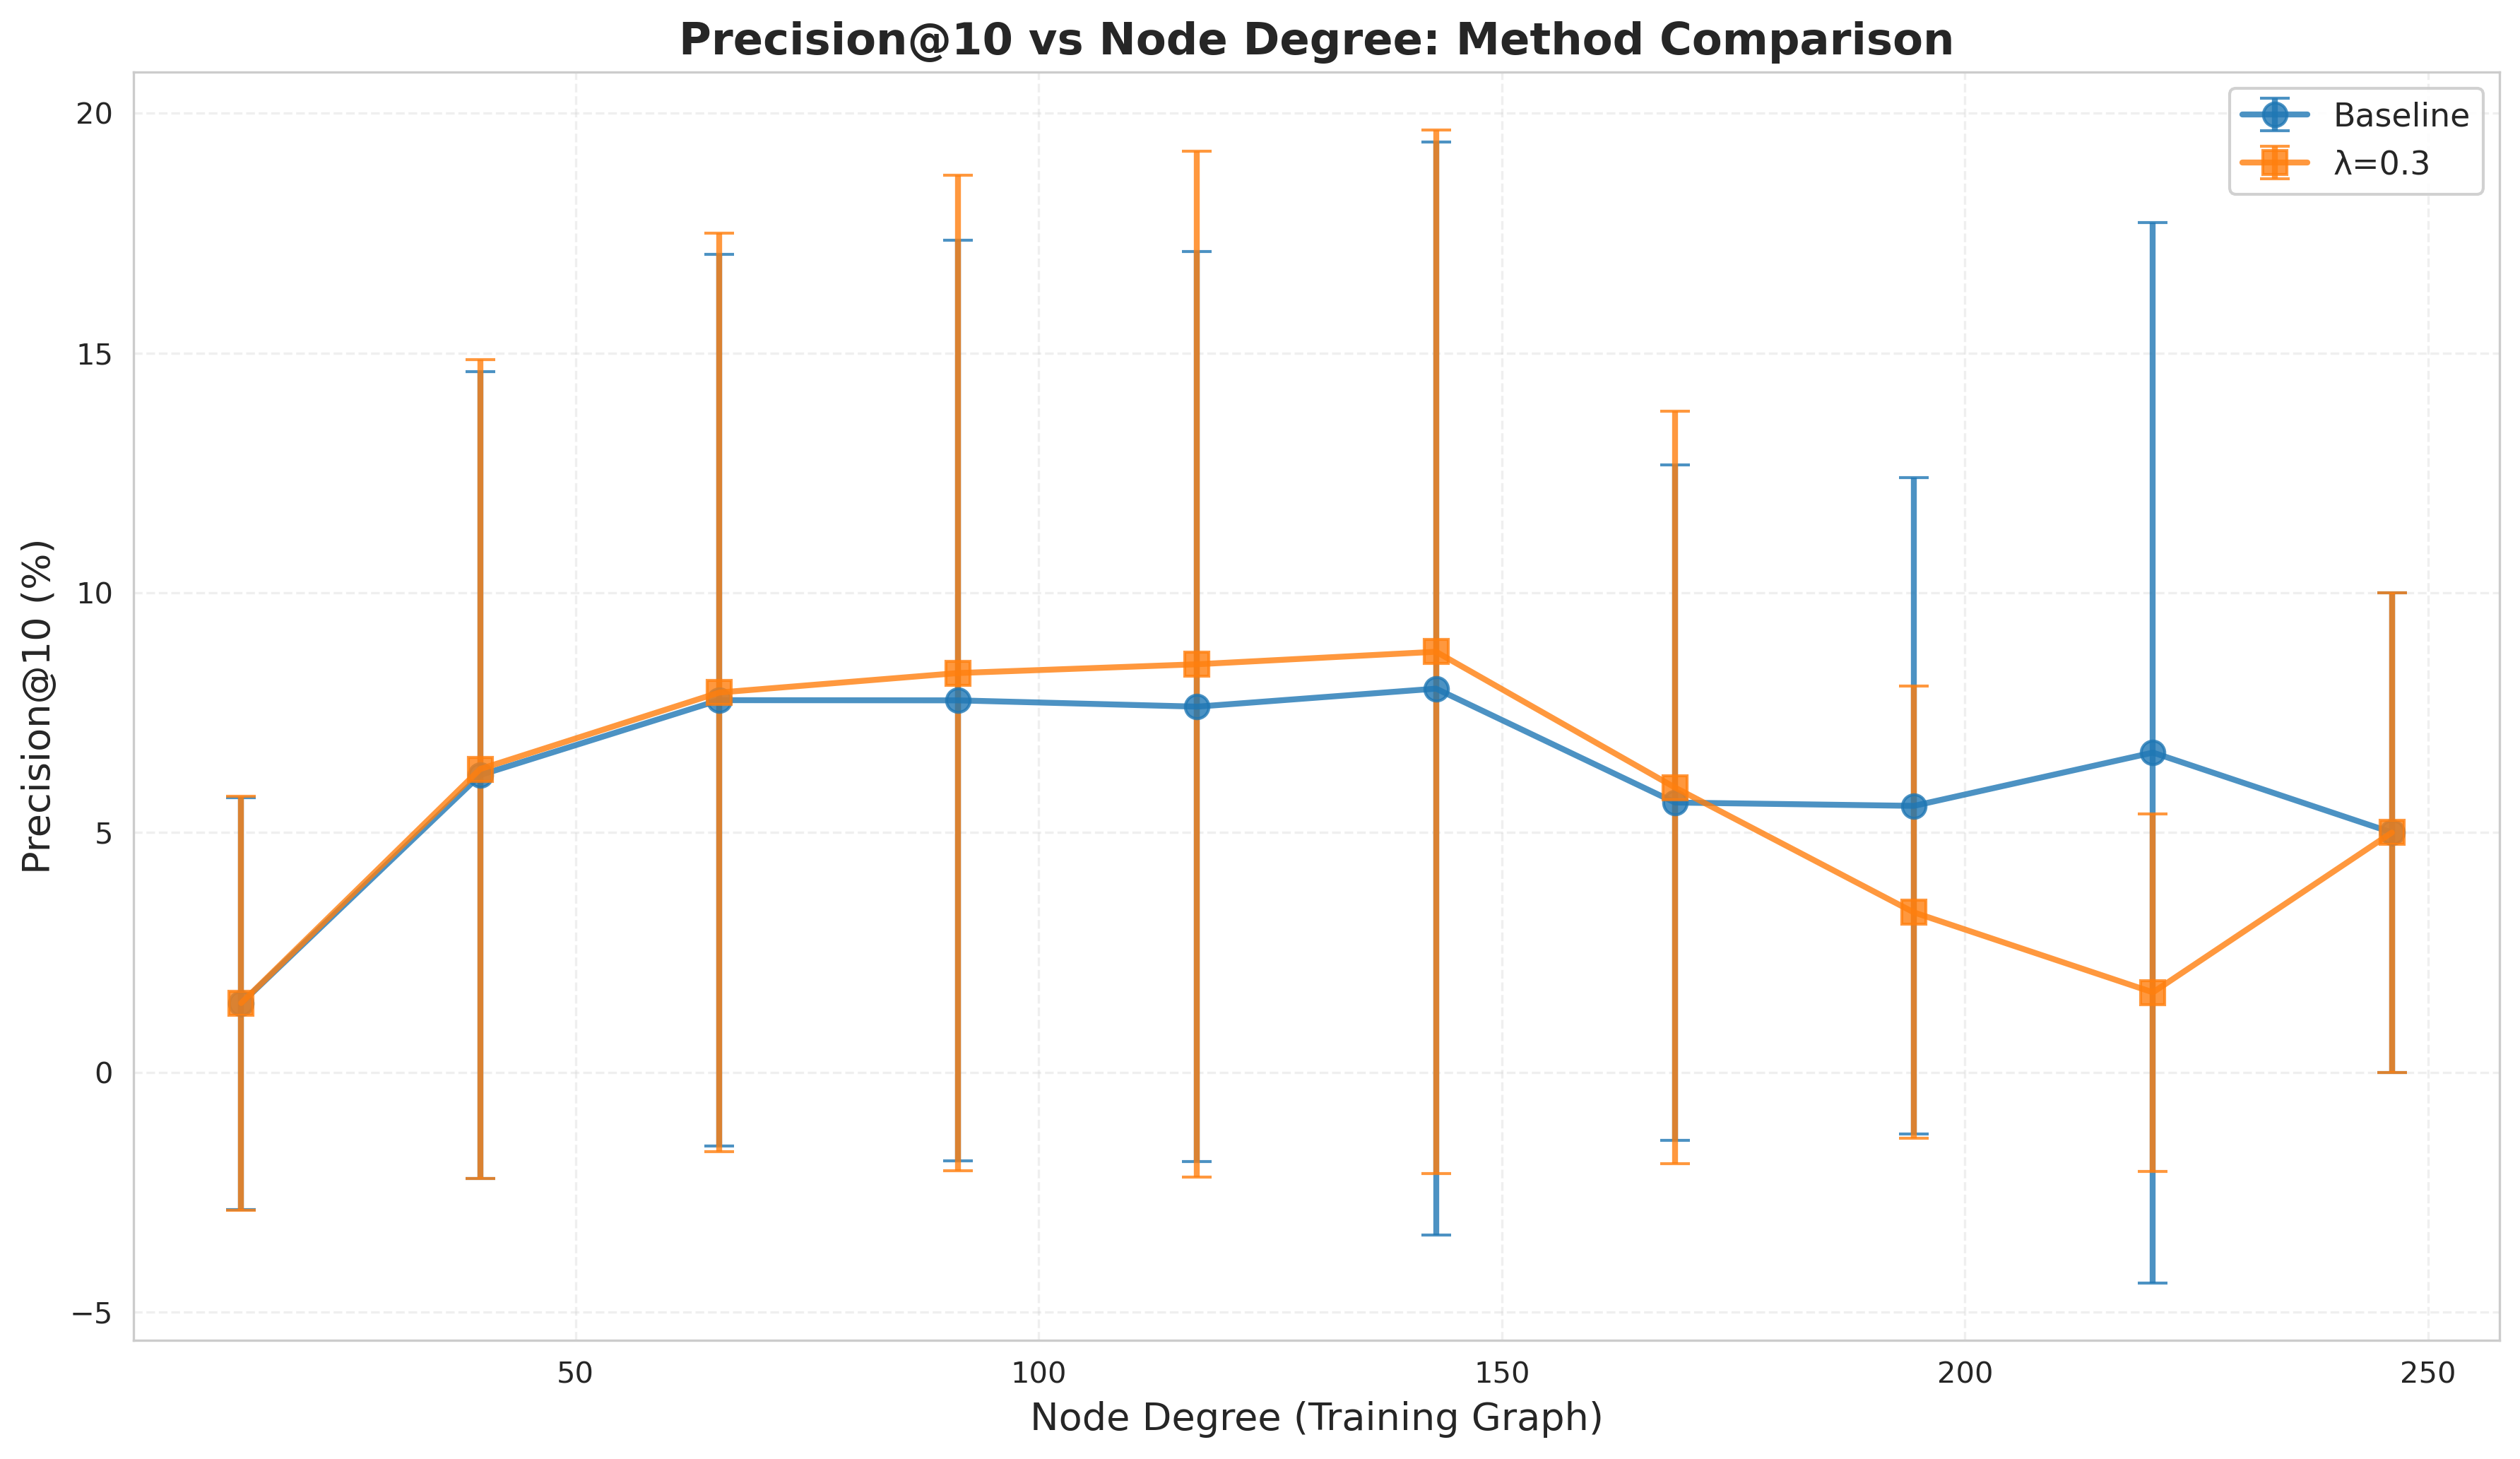 Precision@10 vs Node Degree: Method Comparison
Baseline
λ=0.3
Precision@10 (%)
20
15
10
5
0
−5
50
100
150
200
250
Node Degree (Training Graph)